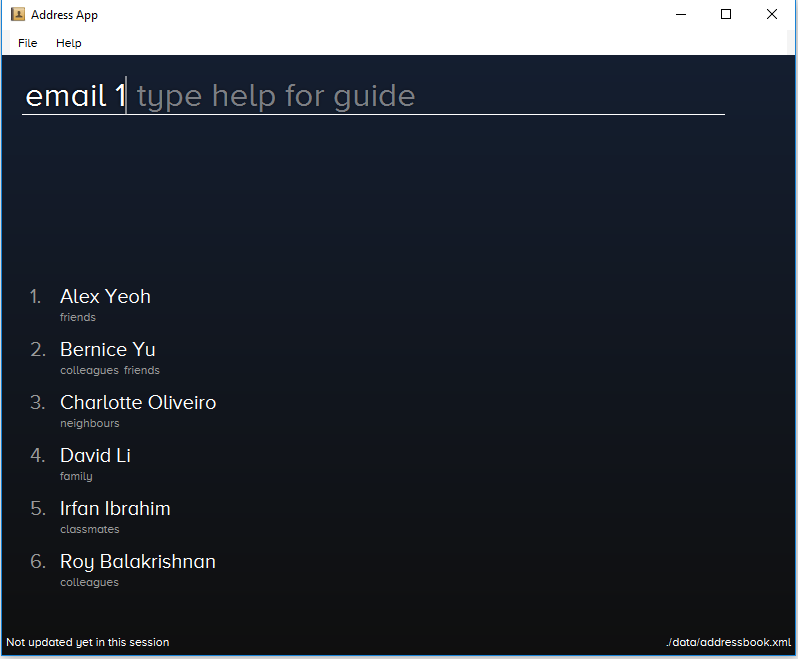 Address App
File Help
email 1 type help for guide
1. Alex Yeoh
friends
2. Bernice Yu
colleagues friends
3. Charlotte Oliveiro
neighbours
4. David Li
family
5. Irfan Ibrahim
classmates
6. Roy Balakrishnan
colleagues
Not updated yet in this session ./data/addressbook.xml